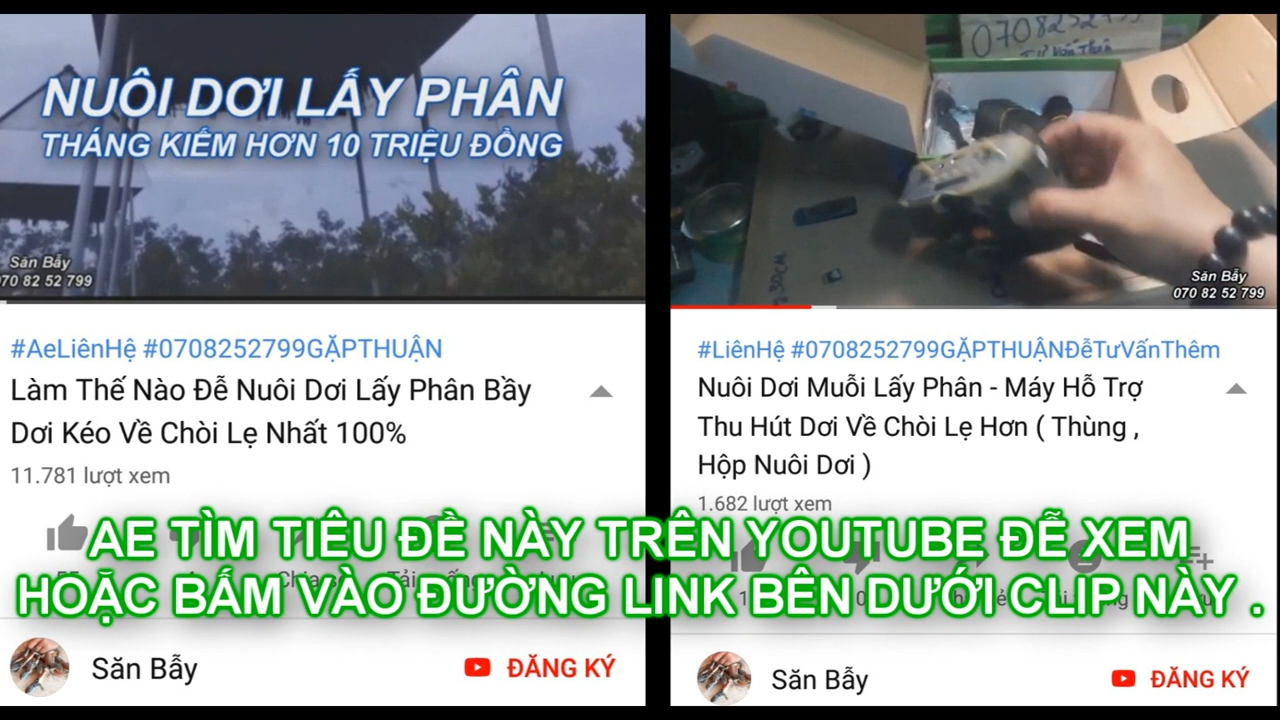 NUÔI DƠI LẤY PHÂN
THÁNG KIẾM HƠN 10 TRIỆU ĐỒNG
Săn Bẫy
070 82 52 799
#AeLiênHệ #0708252799GẶPTHUẬN
Làm Thế Nào Đễ Nuôi Dơi Lấy Phân Bầy
Dơi Kéo Về Chòi Lẹ Nhất 100%
11.781 lượt xem
Săn Bẫy
ĐĂNG KÝ
Săn Bẫy
070 82 52 799
#LiênHệ #0708252799GẶPTHUẬNĐễTưVấnThêm
Nuôi Dơi Muỗi Lấy Phân - Máy Hỗ Trợ
Thu Hút Dơi Về Chòi Lẹ Hơn ( Thùng ,
Hộp Nuôi Dơi )
1.682 lượt xem
Săn Bẫy
ĐĂNG KÝ
AE TÌM TIÊU ĐỀ NÀY TRÊN YOUTUBE ĐỄ XEM
HOẶC BẤM VÀO ĐƯỜNG LINK BÊN DƯỚI CLIP NÀY .